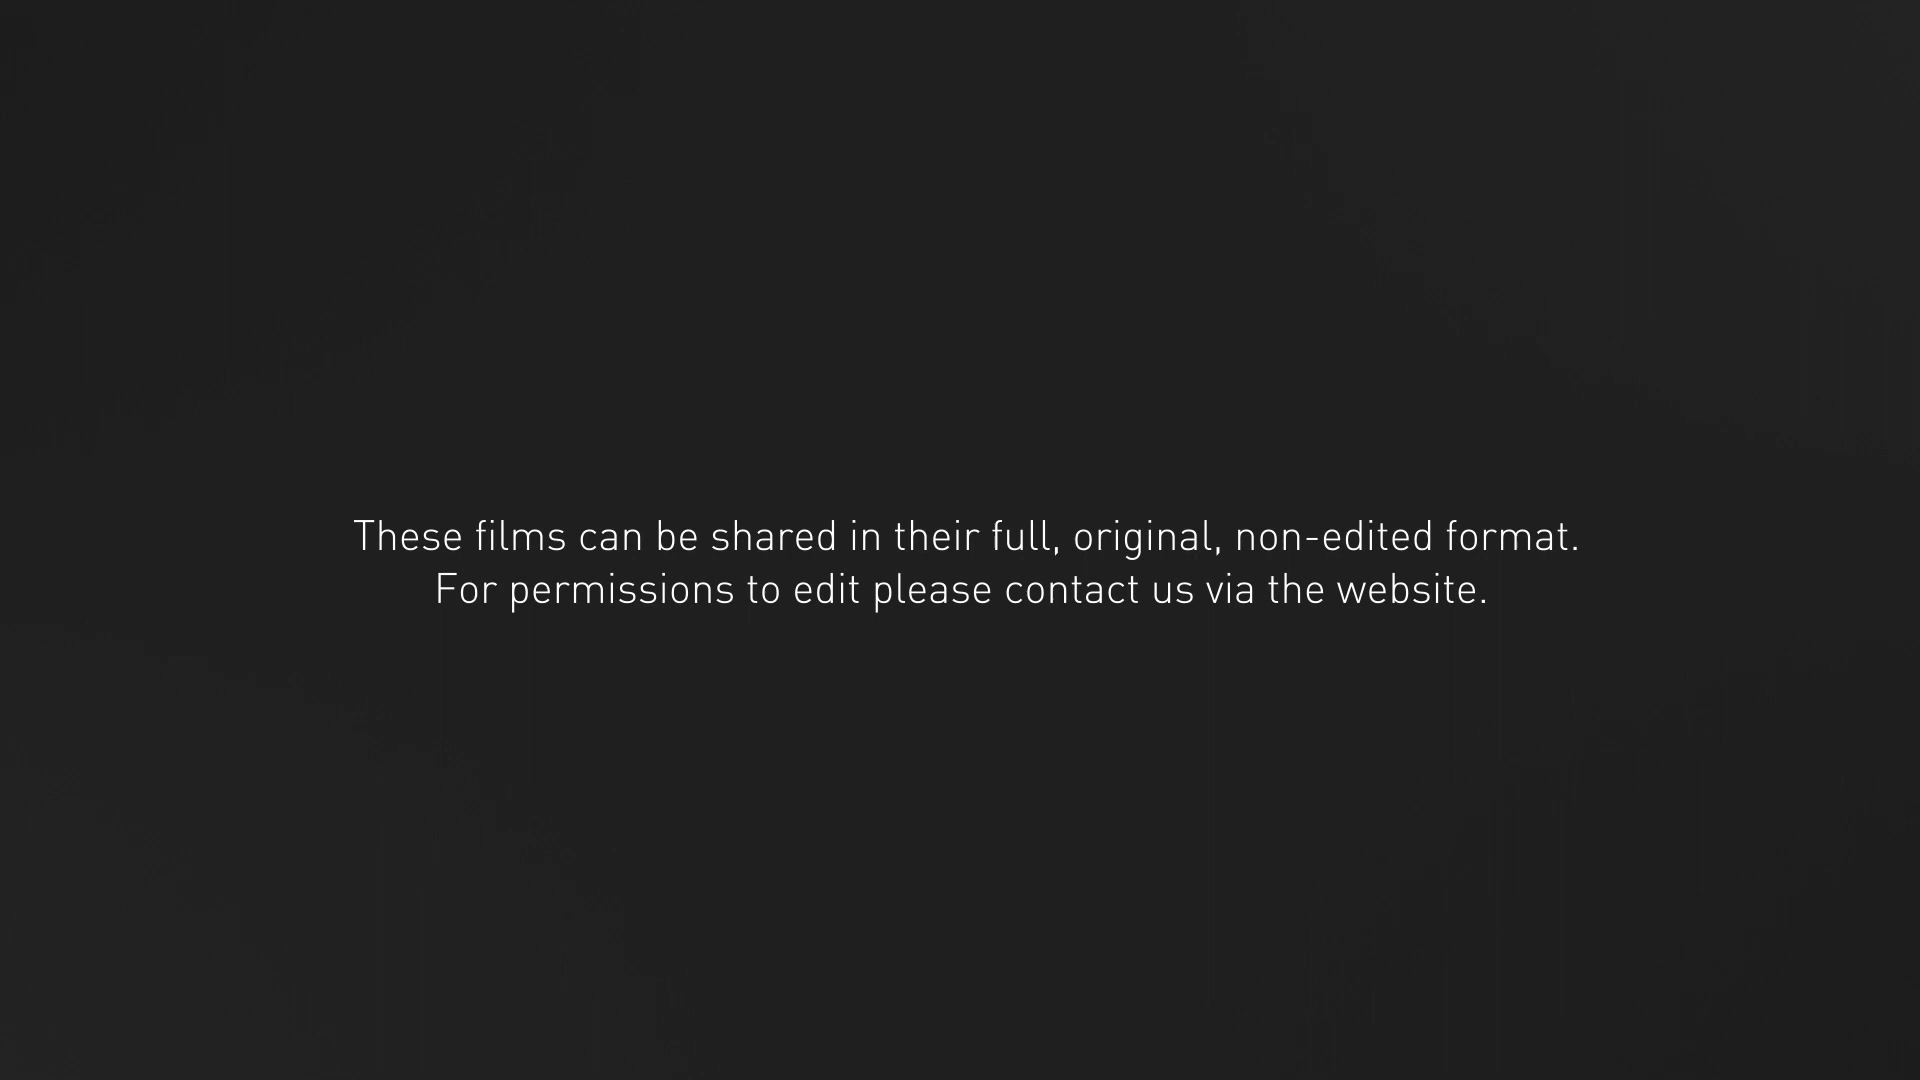 These films can be shared in their full, original, non-edited format.
For permissions to edit please contact us via the website.